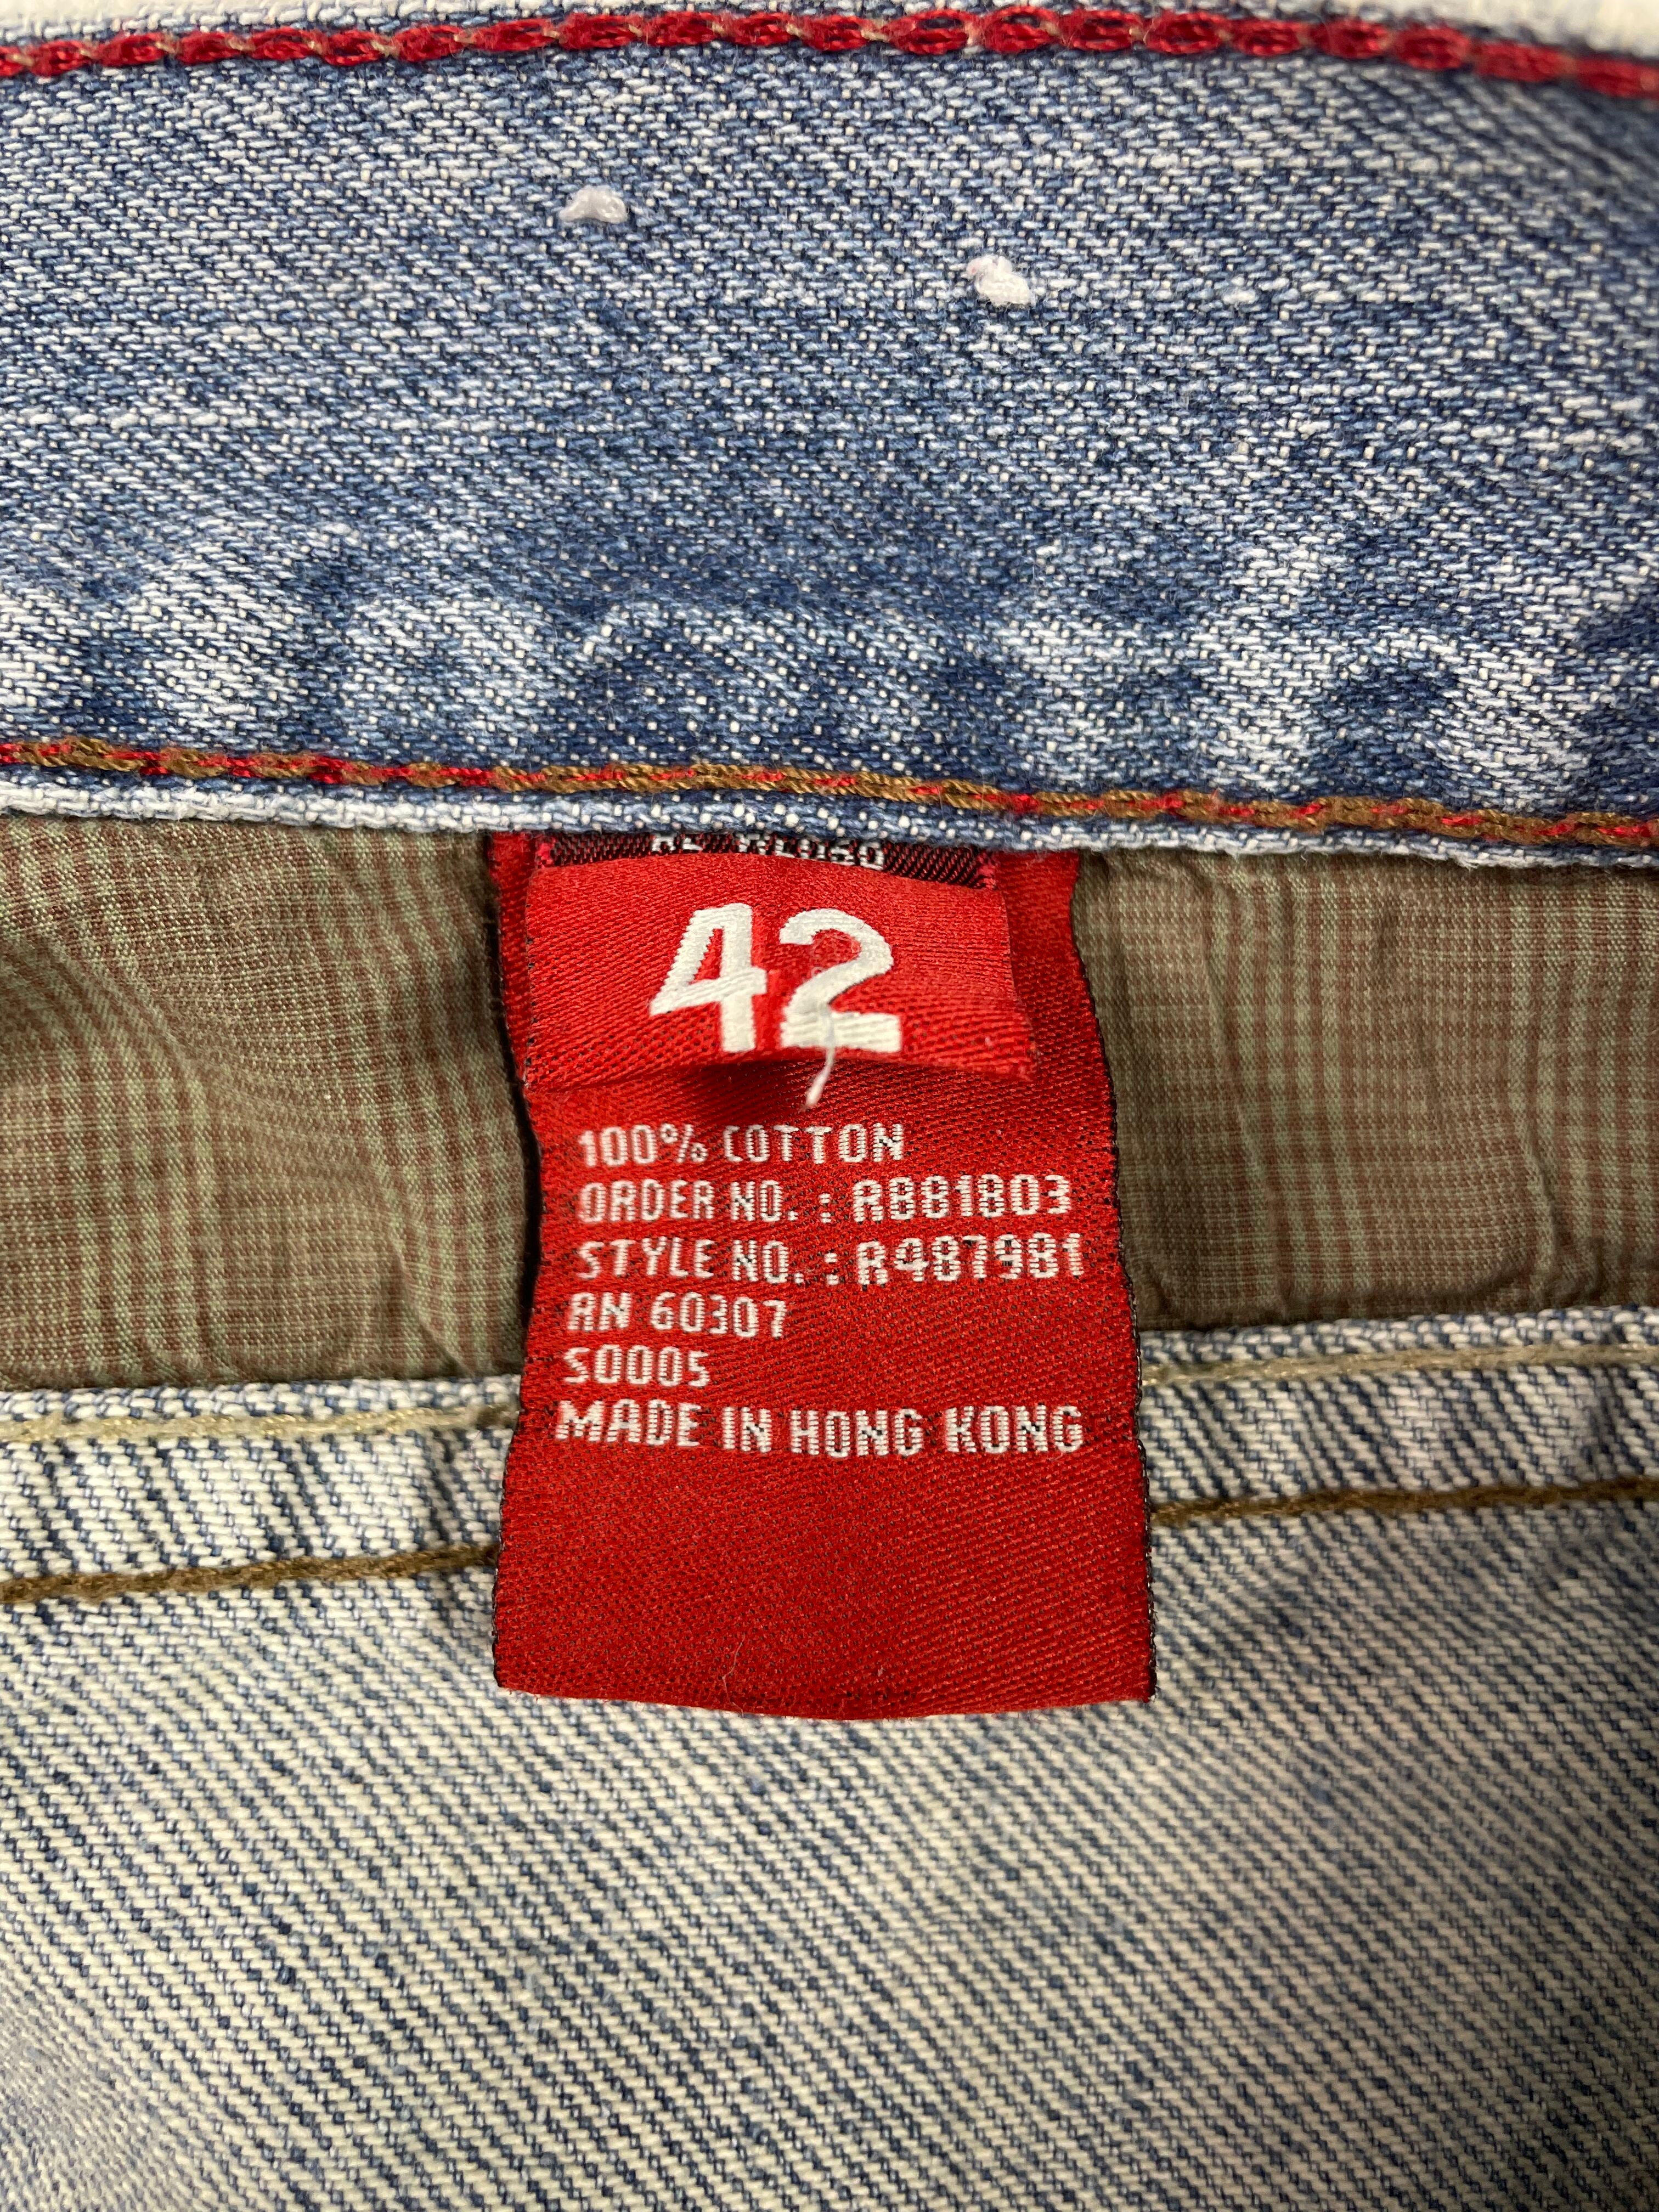 42
100% COTTON
ORDER NO. : R881803
STYLE NO. : R487981
RN 60307
S0005
MADE IN HONG KONG